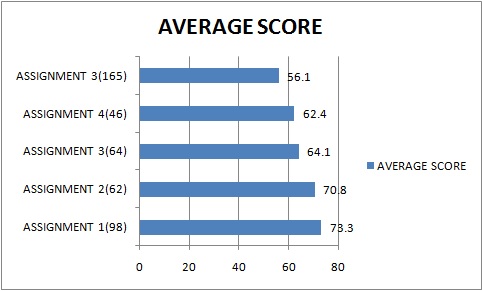 AVERAGE SCORE
ASSIGNMENT 3(165)
56.1
ASSIGNMENT 4(46)
62.4
ASSIGNMENT 3(64)
64.1
ASSIGNMENT 2(62)
70.8
ASSIGNMENT 1(98)
73.3
AVERAGE SCORE
0 20 40 60 80